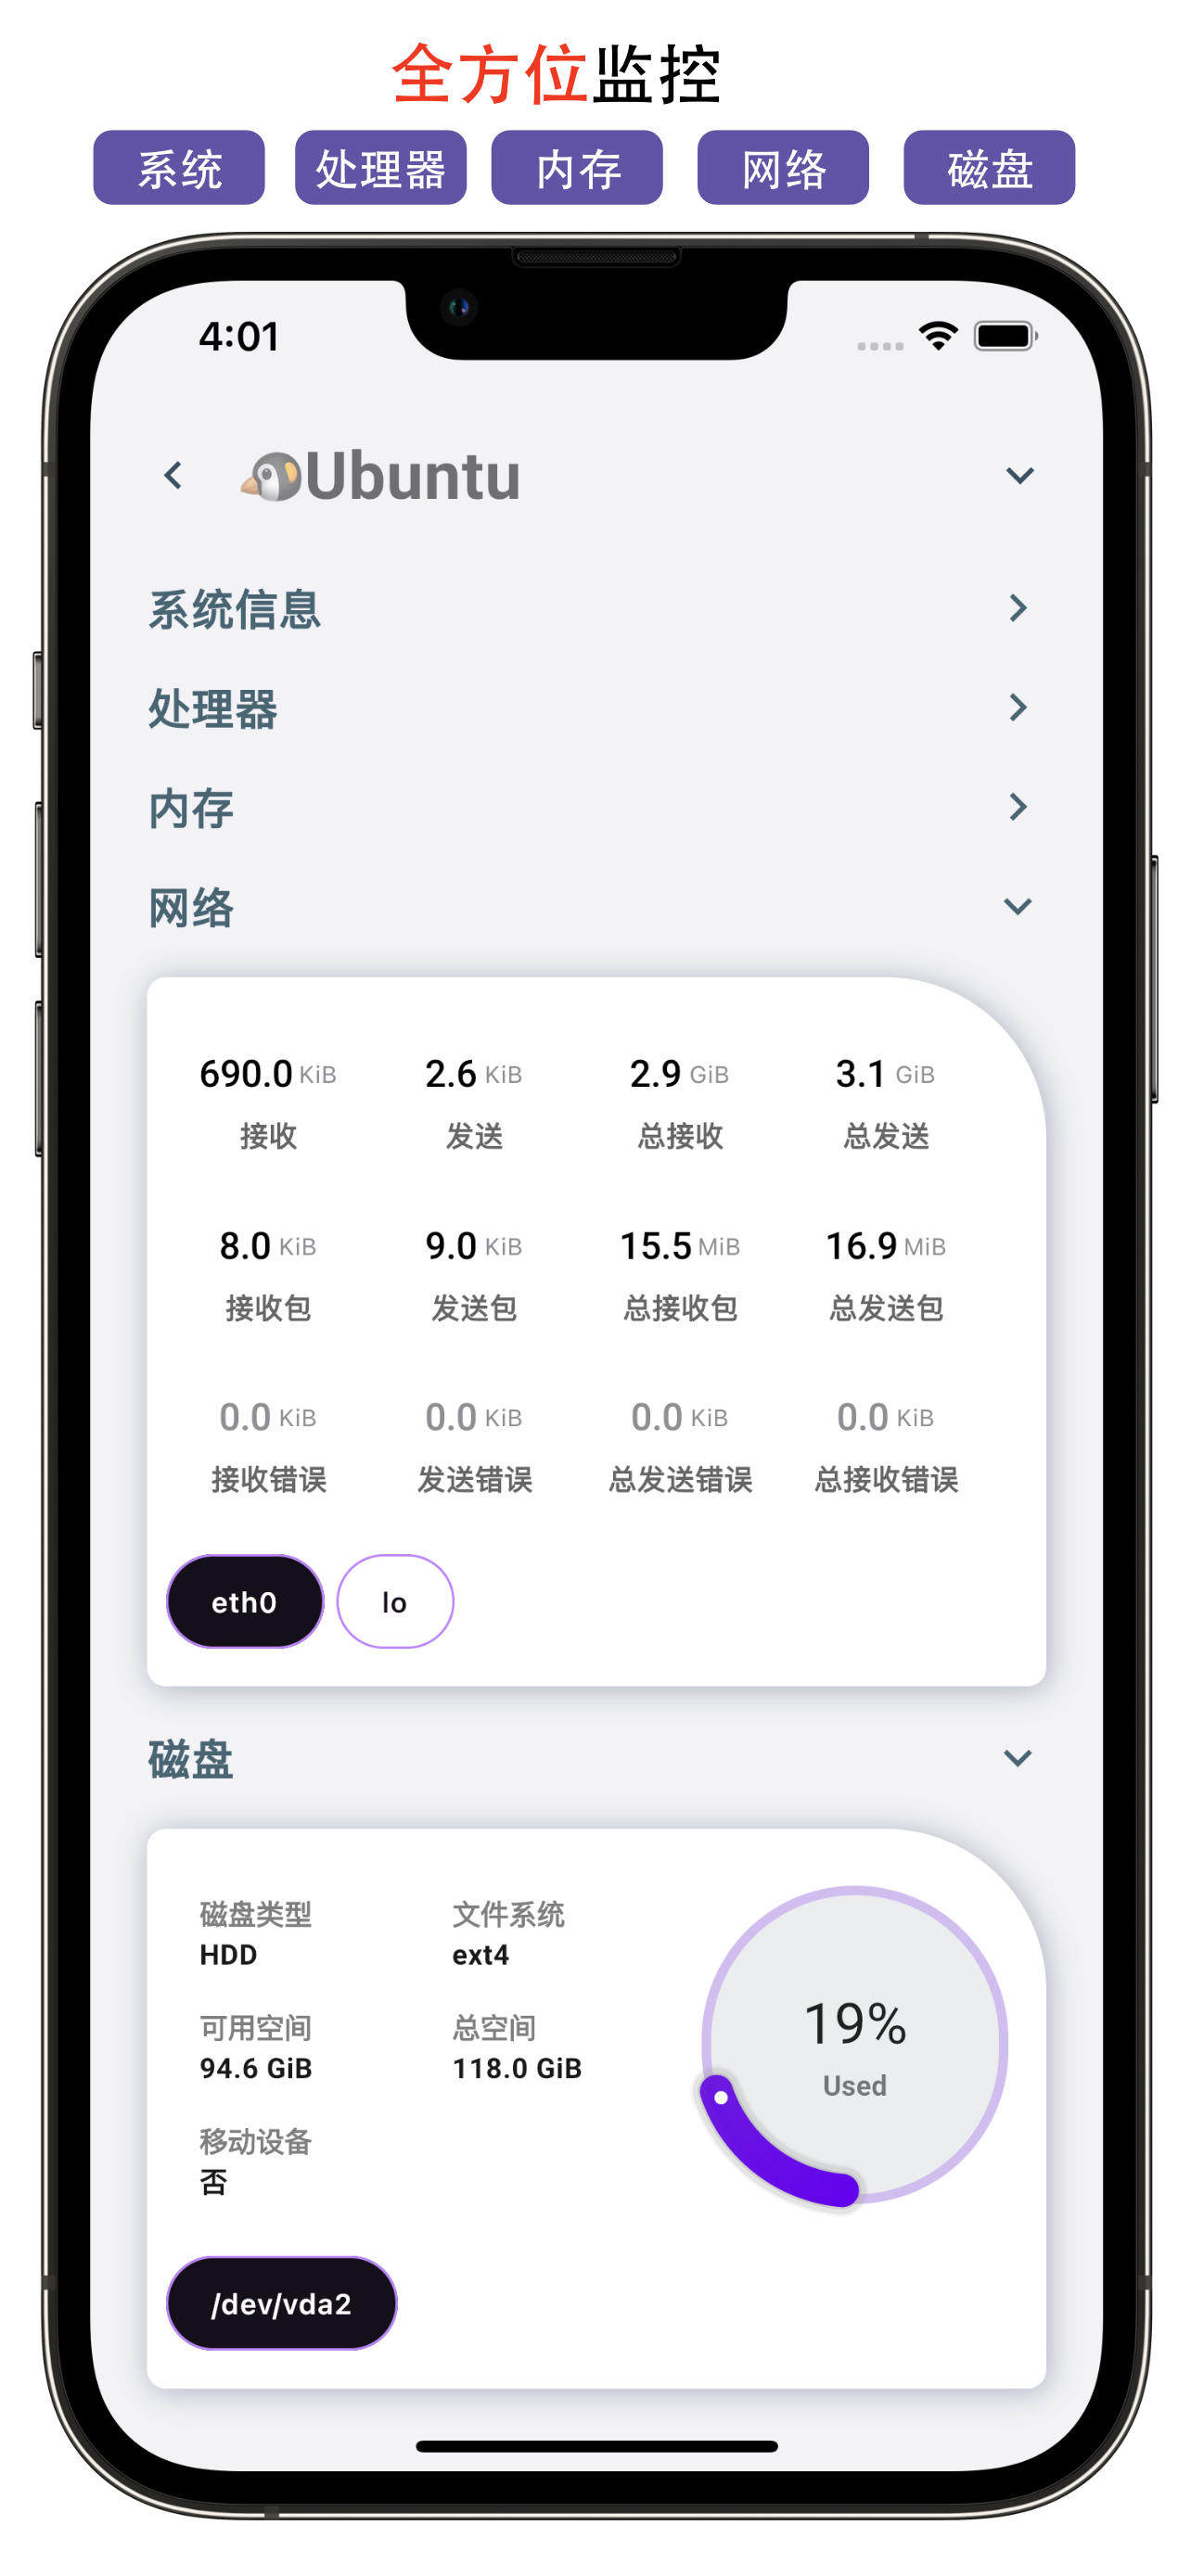 全方位监控
系统 处理器 内存 网络 磁盘
4:01
Ubuntu
系统信息
处理器
内存
网络
690.0 KiB 2.6 KiB 2.9 GiB 3.1 GiB
接收 发送 总接收 总发送
8.0 KiB 9.0 KiB 15.5 MiB 16.9 MiB
接收包 发送包 总接收包 总发送包
0.0 KiB 0.0 KiB 0.0 KiB 0.0 KiB
接收错误 发送错误 总发送错误 总接收错误
eth0 lo
磁盘
磁盘类型 文件系统
HDD ext4
可用空间 总空间
94.6 GiB 118.0 GiB
移动设备
否
19%
Used
/dev/vda2